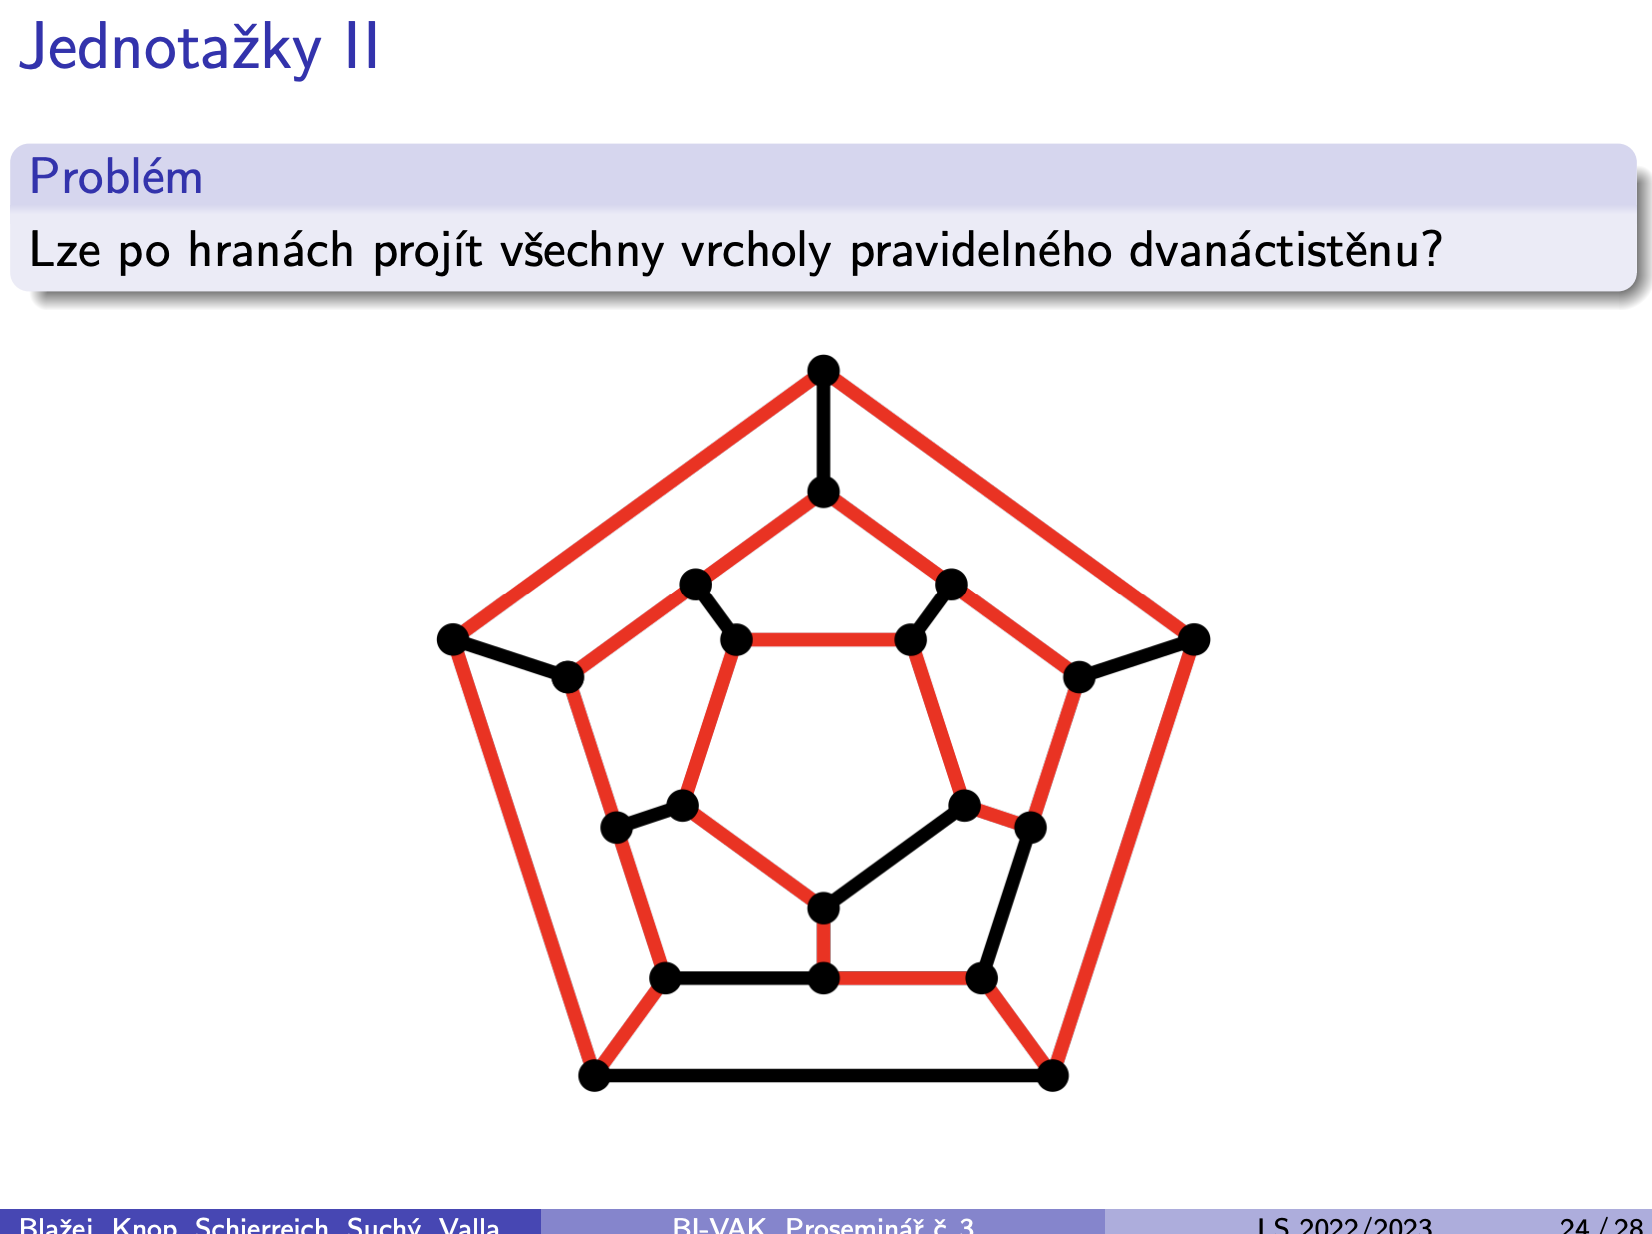 Jednotažky II
Problém
Lze po hranách projít všechny vrcholy pravidelného dvanáctistěnu?
Blažej, Knop, Schierreich, Suchý, Valla
BI-VAK, Proseminář č. 3
LS 2022/2023
24 / 28